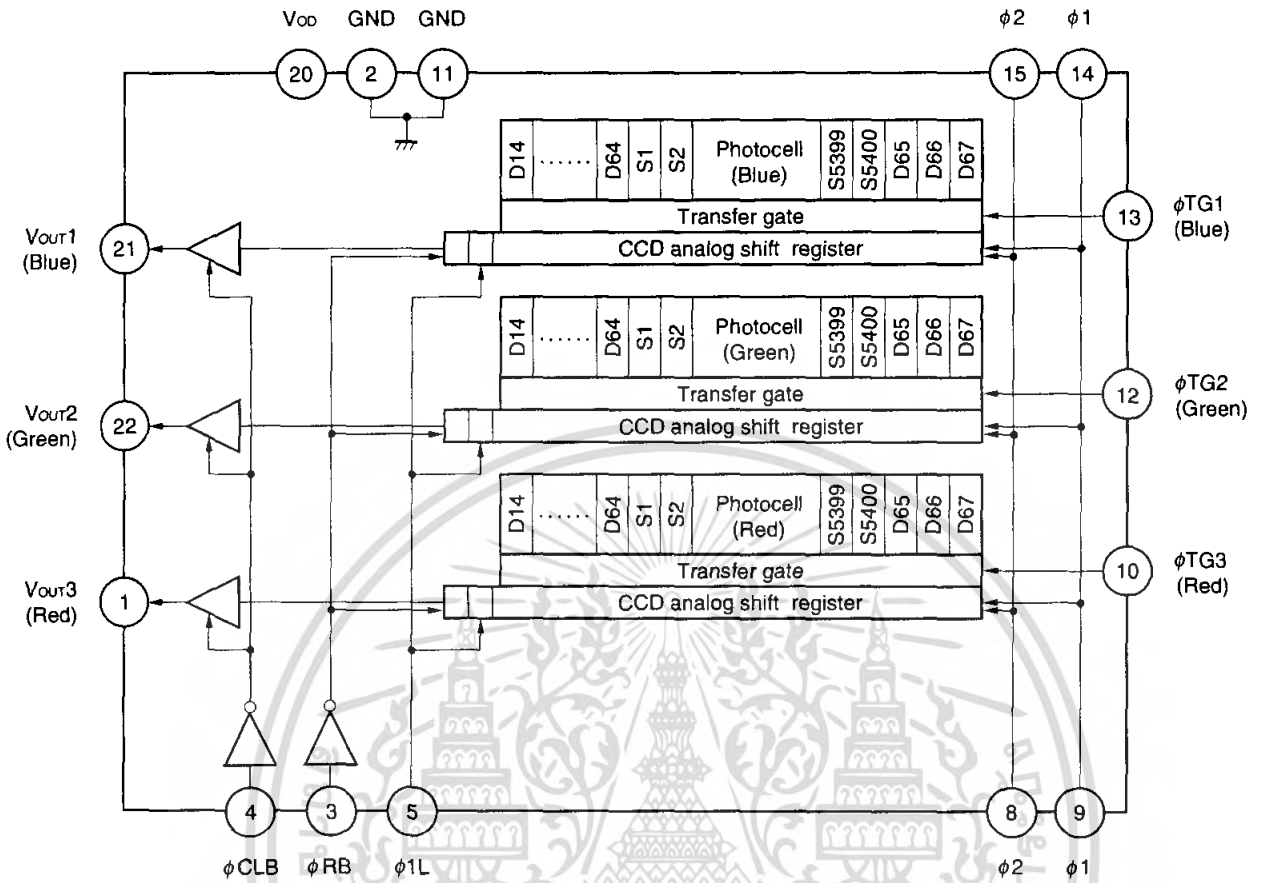 VOD GND GND φ2 φ1
20 2 11 15 14
D14 ...... D64 S1 S2 Photocell (Blue) S5399 S5400 D65 D66 D67
Transfer gate
13 φTG1 (Blue)
VOUT1 (Blue) 21
CCD analog shift register
D14 ...... D64 S1 S2 Photocell (Green) S5399 S5400 D65 D66 D67
Transfer gate
12 φTG2 (Green)
VOUT2 (Green) 22
CCD analog shift register
D14 ...... D64 S1 S2 Photocell (Red) S5399 S5400 D65 D66 D67
Transfer gate
10 φTG3 (Red)
VOUT3 (Red) 1
CCD analog shift register
4 3 5 8 9
φCLB φRB φ1L φ2 φ1